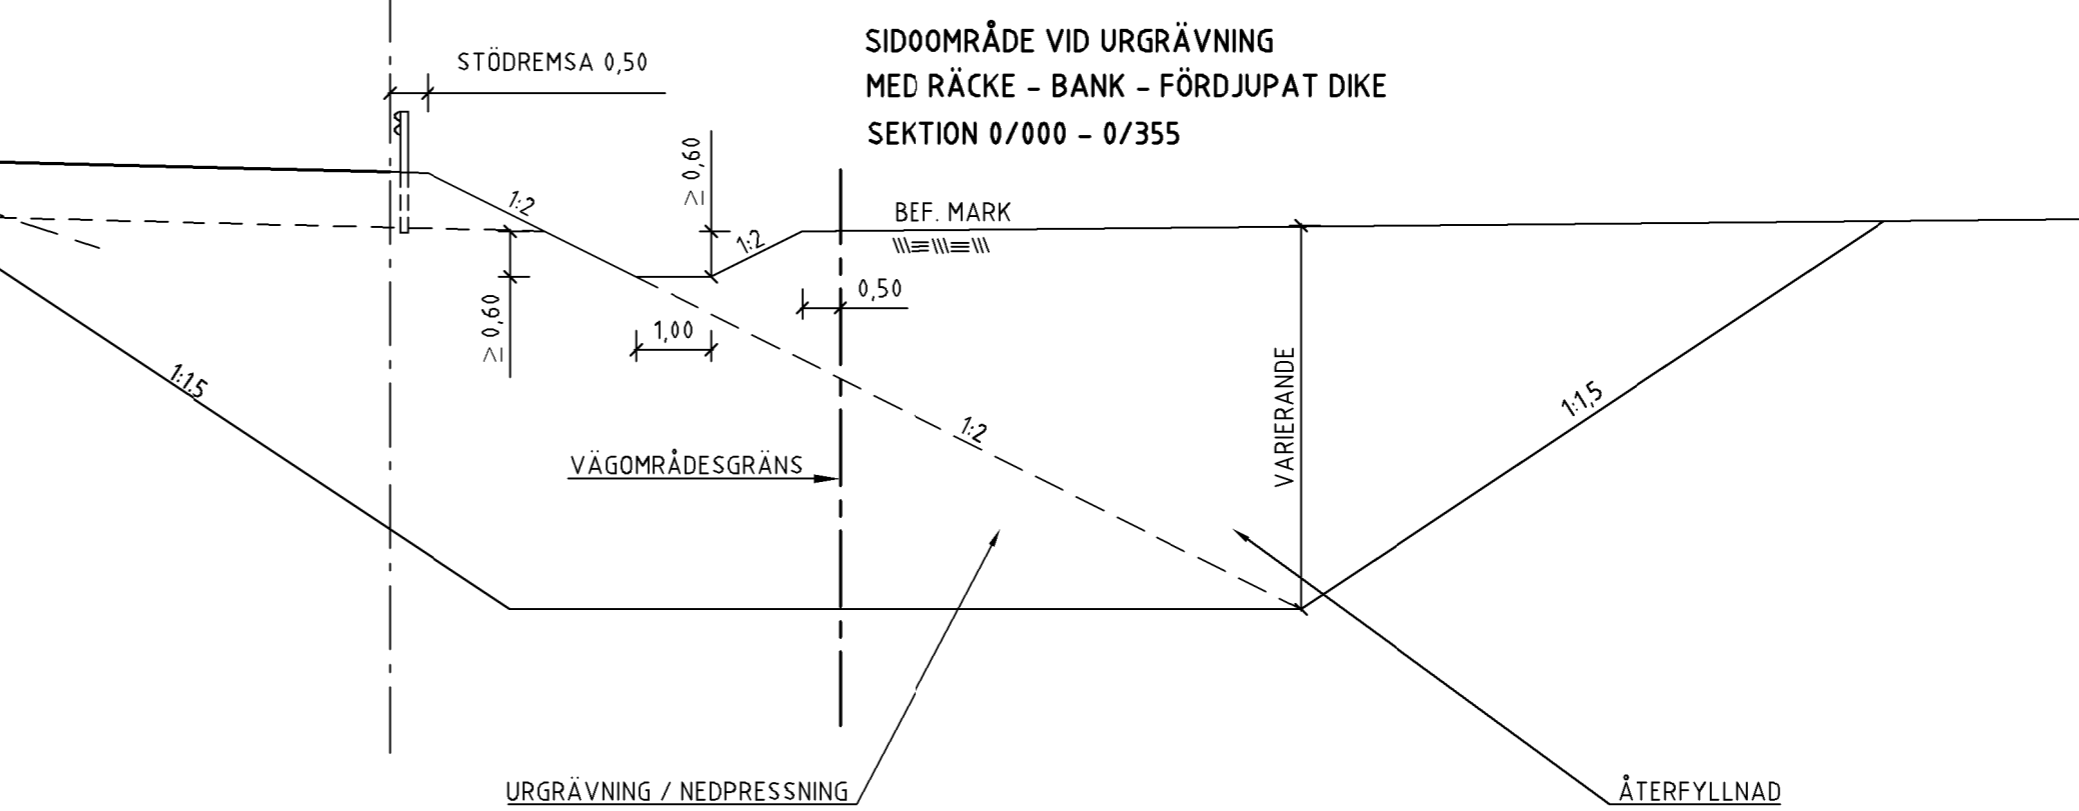 SIDOOMRÅDE VID URGRÄVNING
MED RÄCKE - BANK - FÖRDJUPAT DIKE
SEKTION 0/000 - 0/355
STÖDREMSA 0,50
≥ 0,60
1:2
BEF. MARK
1:2
0,50
≥ 0,60
1,00
1:1,5
VARIERANDE
1:1,5
1:2
VÄGOMRÅDESGRÄNS
URGRÄVNING / NEDPRESSNING
ÅTERFYLLNAD